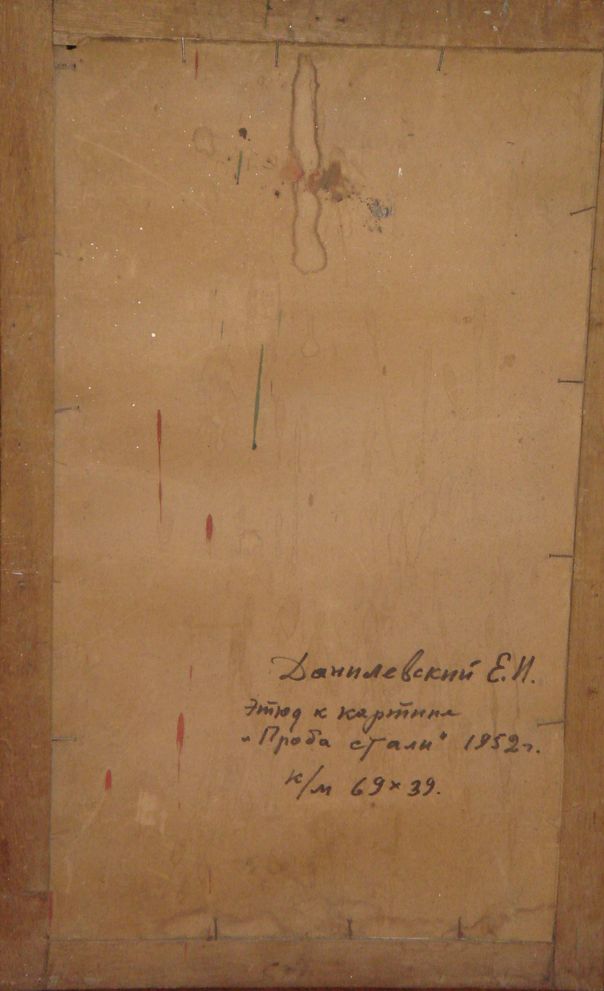 Данилевский Е.И.
Этюд к картине
"Проба стали" 1952г.
к/м 69×39.